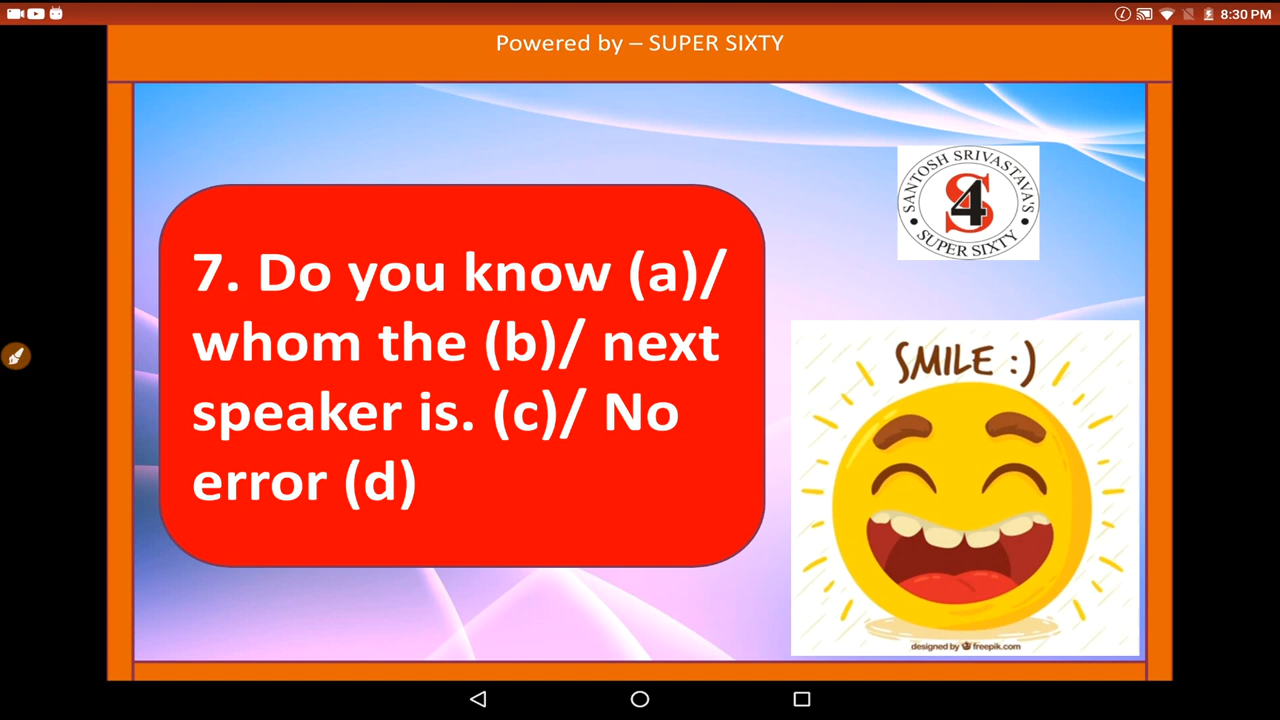 8:30 PM
Powered by – SUPER SIXTY
SANTOSH SRIVASTAVA'S
S4
SUPER SIXTY
7. Do you know (a)/
whom the (b)/ next
speaker is. (c)/ No
error (d)
SMILE :)
designed by freepik.com